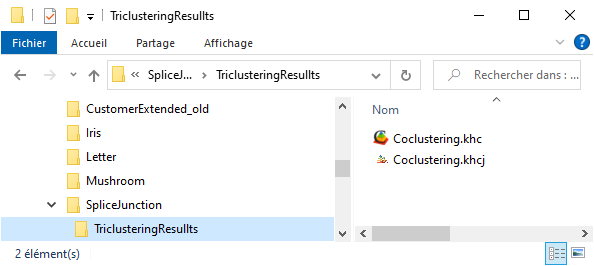 TriclusteringResullts
Fichier Accueil Partage Affichage ?
« SpliceJ... > TriclusteringResullts Rechercher dans : ...
CustomerExtended_old
Iris
Letter
Mushroom
SpliceJunction
TriclusteringResullts
Nom
Coclustering.khc
Coclustering.khcj
2 élément(s)